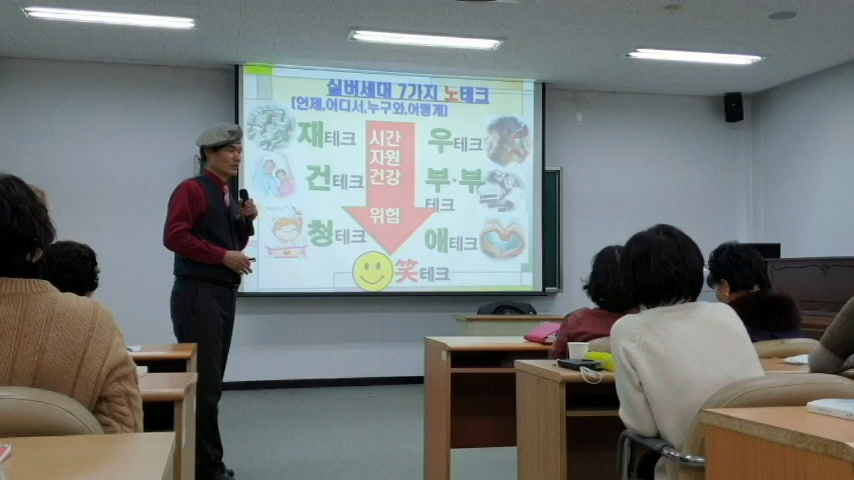 실버세대 7가지 노테크
(언제,어디서,누구와,어떻게)
재테크
시간
자원
건강
위험
우테크
건테크
부·부
테크
청테크
애테크
笑테크